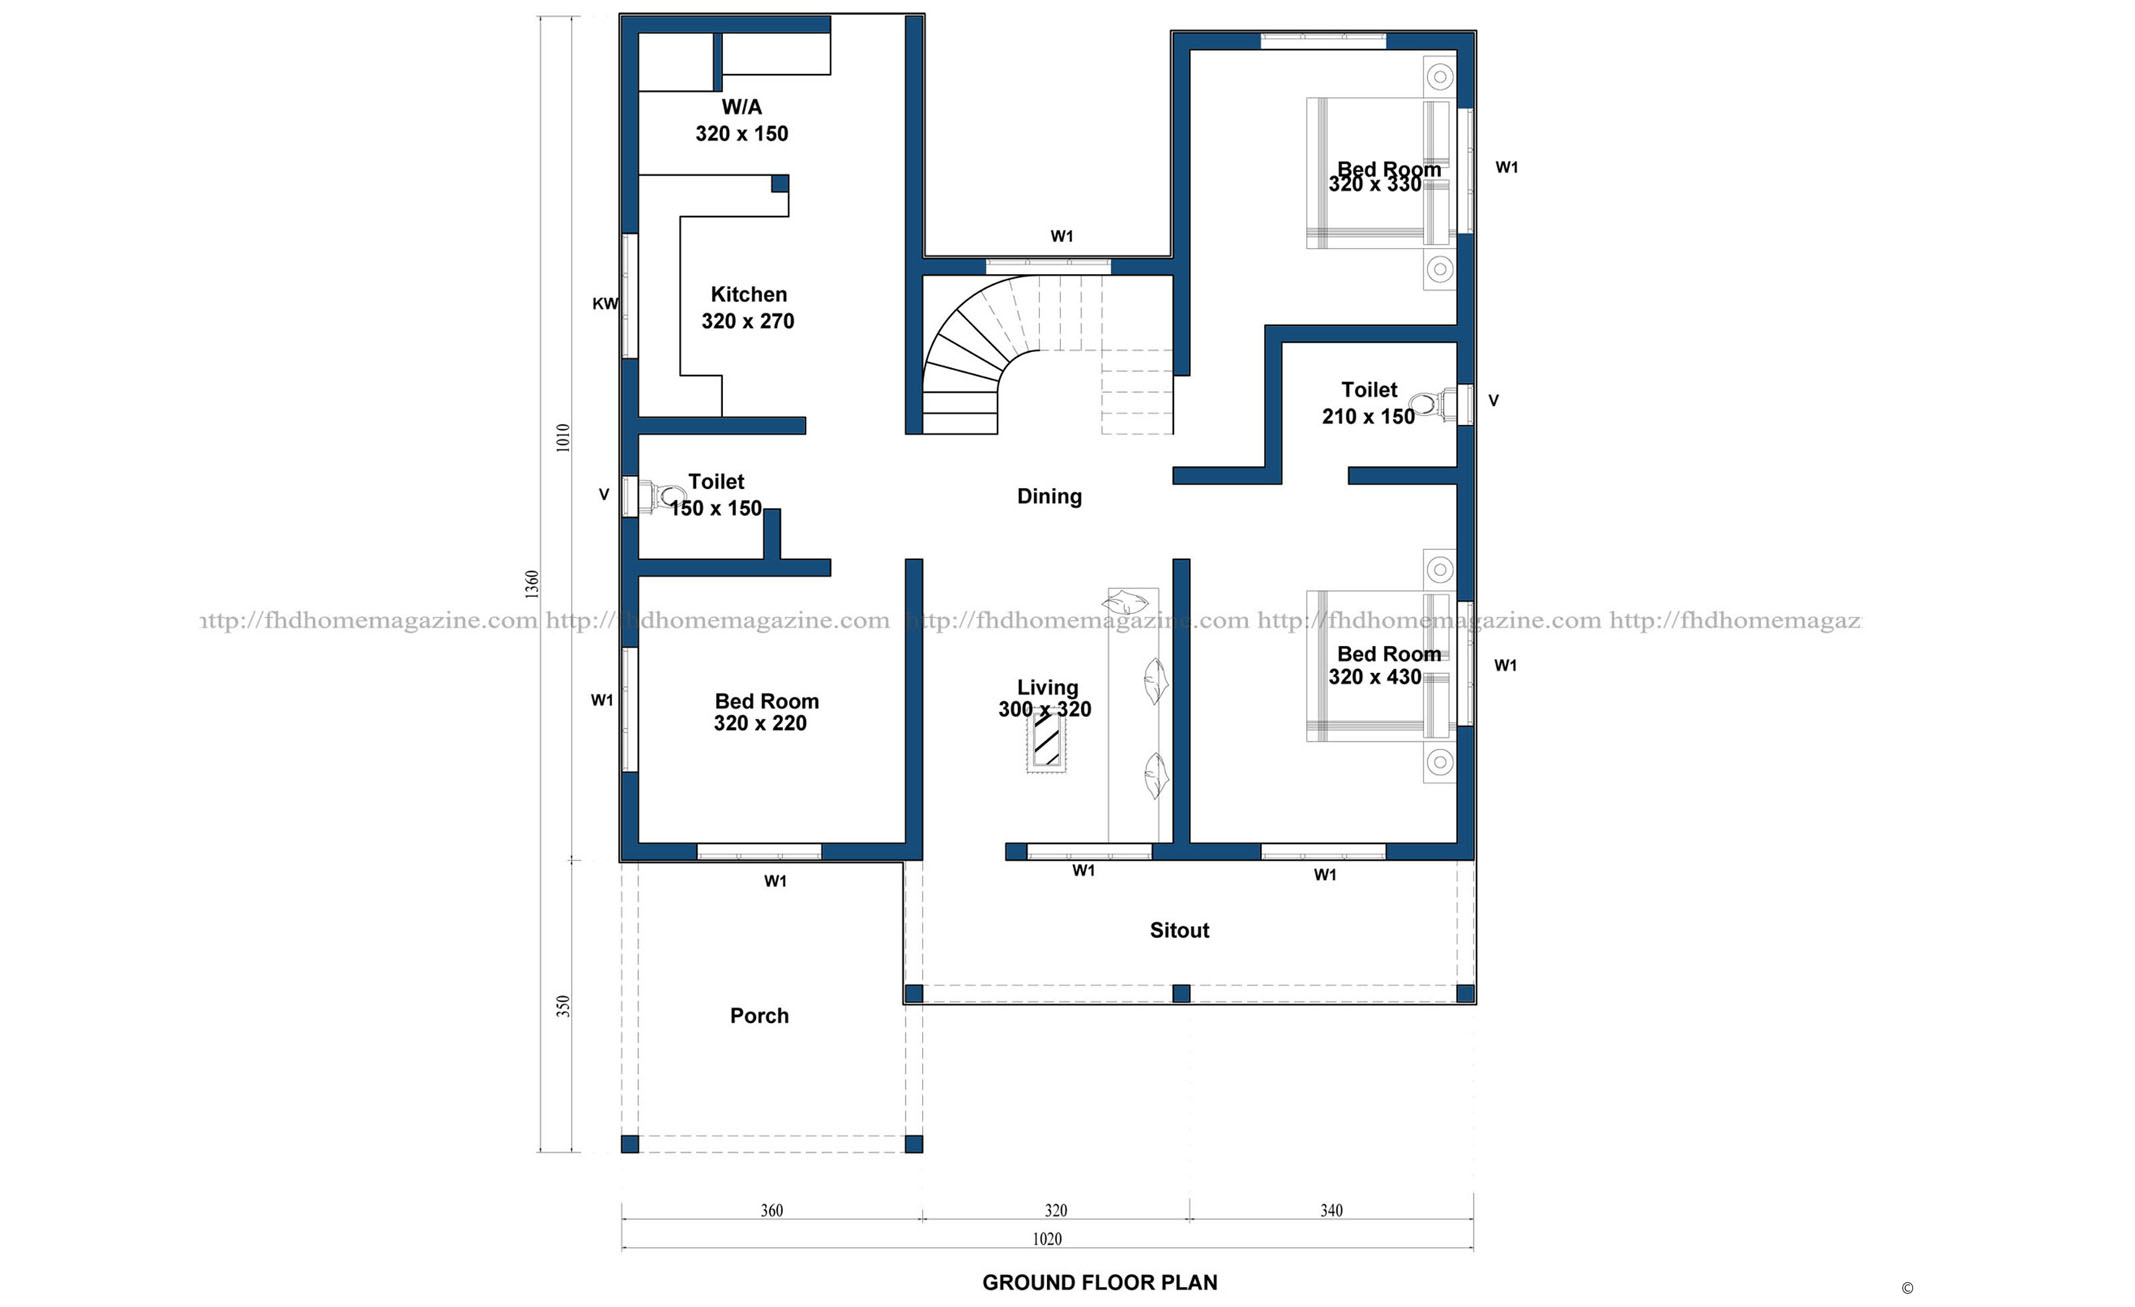 W/A
320 x 150
W1
Bed Room
320 x 330
W1
KW
Kitchen
320 x 270
Toilet
210 x 150
V
1010
V
Toilet
150 x 150
Dining
1360
http://fhdhomemagazine.com http://fhdhomemagazine.com http://fhdhomemagazine.com http://fhdhomemagazine.com http://fhdhomemagaz
W1
Bed Room
320 x 220
Living
300 x 320
Bed Room
320 x 430
W1
W1
W1
W1
Sitout
350
Porch
360
320
340
1020
GROUND FLOOR PLAN
©